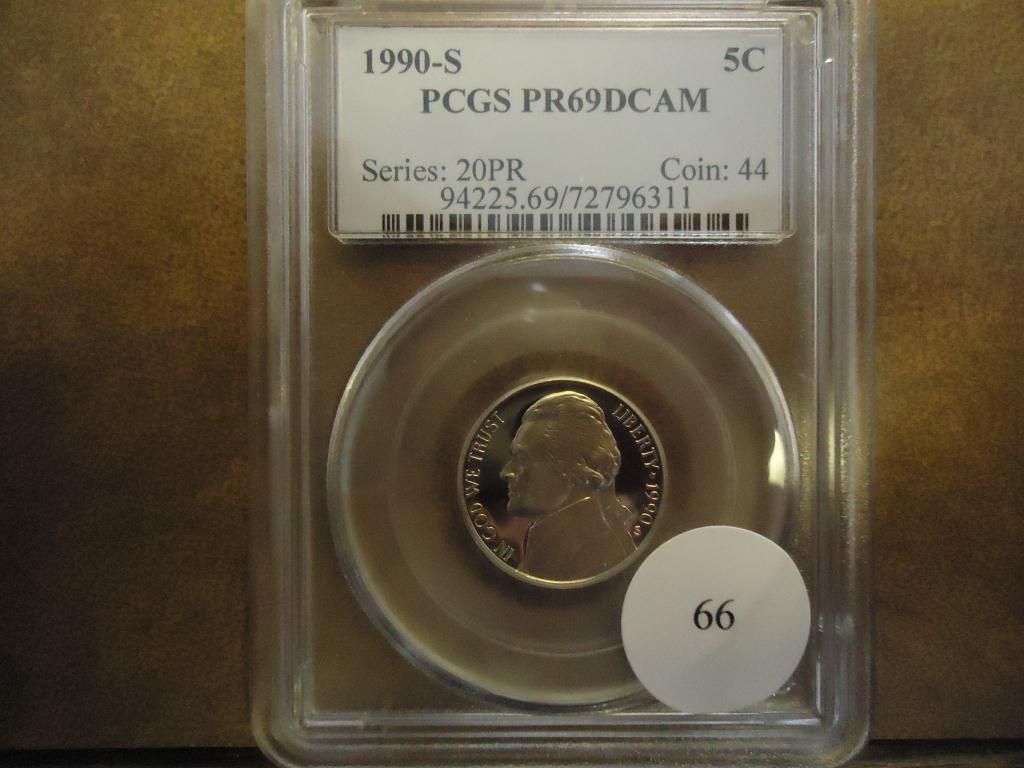 1990-S 5C
PCGS PR69DCAM
Series: 20PR Coin: 44
94225.69/72796311
IN GOD WE TRUST
LIBERTY * 1990 S
66